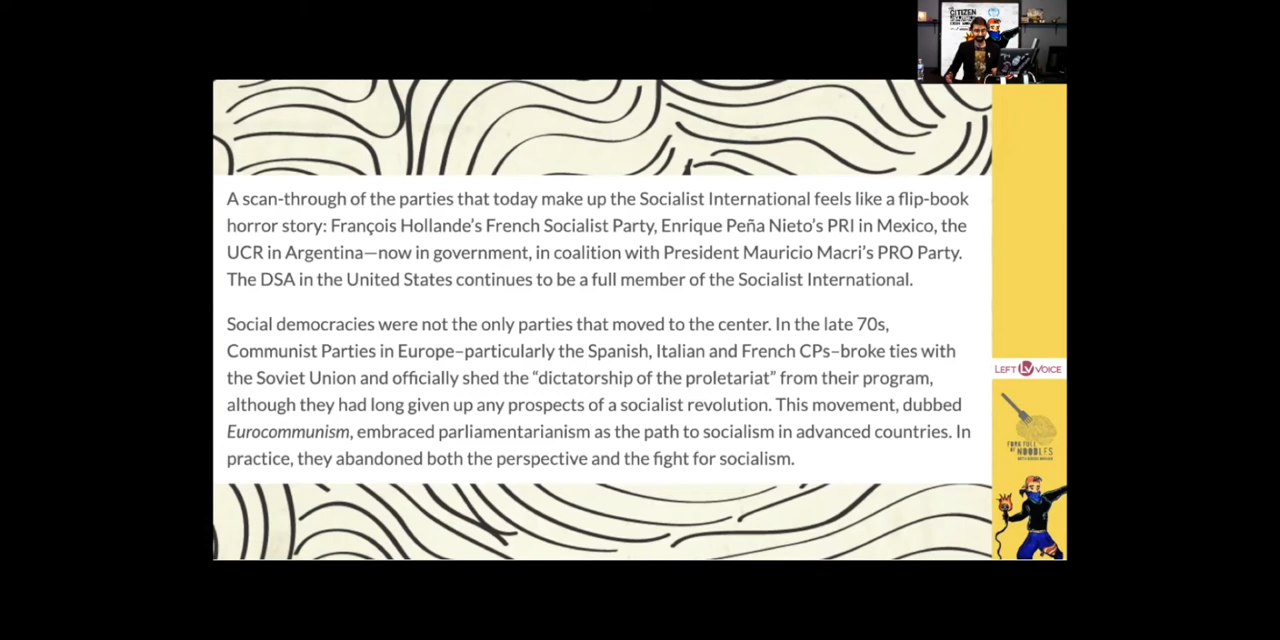 CITIZEN
A scan-through of the parties that today make up the Socialist International feels like a flip-book
horror story: François Hollande’s French Socialist Party, Enrique Peña Nieto’s PRI in Mexico, the
UCR in Argentina—now in government, in coalition with President Mauricio Macri’s PRO Party.
The DSA in the United States continues to be a full member of the Socialist International.
Social democracies were not the only parties that moved to the center. In the late 70s,
Communist Parties in Europe–particularly the Spanish, Italian and French CPs–broke ties with
the Soviet Union and officially shed the “dictatorship of the proletariat” from their program,
although they had long given up any prospects of a socialist revolution. This movement, dubbed
Eurocommunism, embraced parliamentarianism as the path to socialism in advanced countries. In
practice, they abandoned both the perspective and the fight for socialism.
LEFT LV VOICE
FORK FULL
OF NOODLES